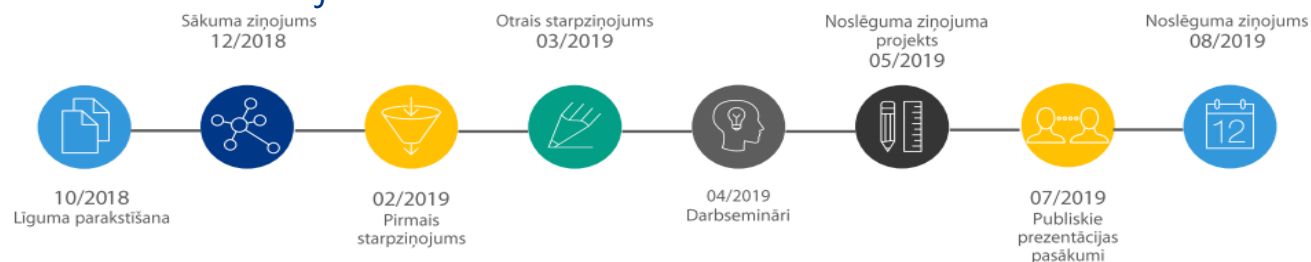 Sākuma ziņojums
12/2018
Otrais starpziņojums
03/2019
Noslēguma ziņojuma
projekts
05/2019
Noslēguma ziņojums
08/2019
12
10/2018
Līguma parakstīšana
02/2019
Pirmais
starpziņojums
04/2019
Darbsemināri
07/2019
Publiskie
prezentācijas
pasākumi